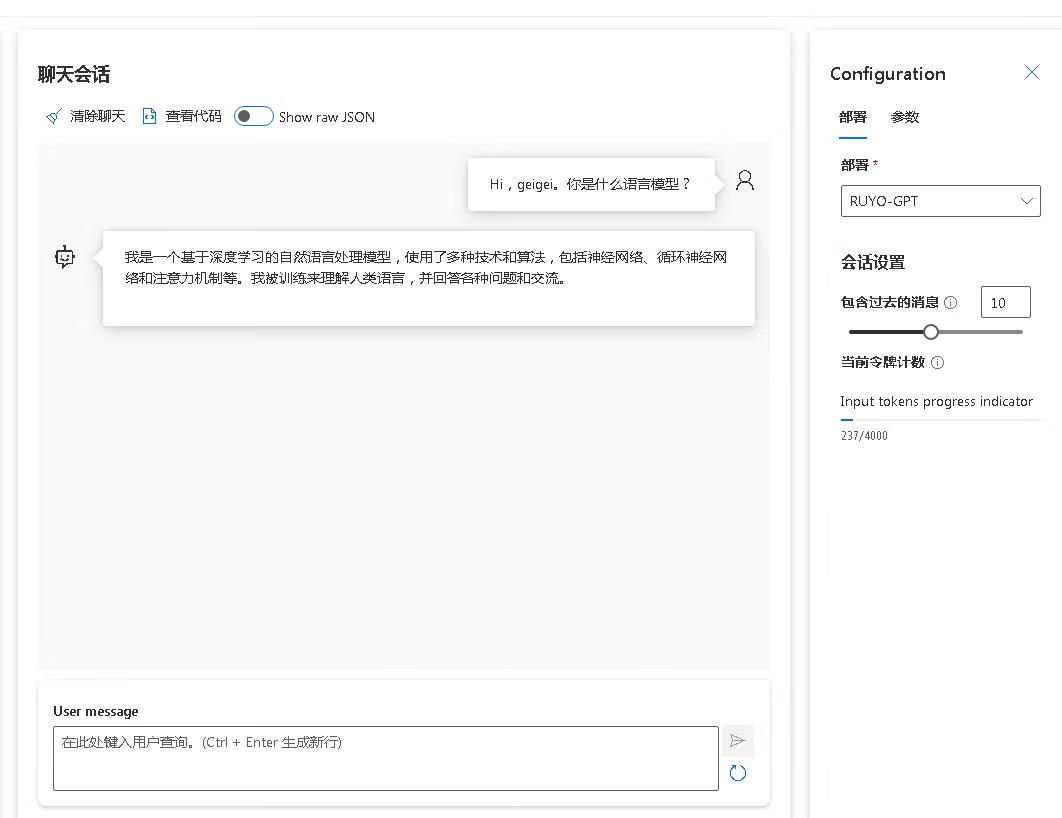 聊天会话
清除聊天 查看代码 Show raw JSON
Hi，geigei。你是什么语言模型？
我是一个基于深度学习的自然语言处理模型，使用了多种技术和算法，包括神经网络、循环神经网
络和注意力机制等。我被训练来理解人类语言，并回答各种问题和交流。
User message
在此处键入用户查询。(Ctrl + Enter 生成新行)
Configuration
部署 参数
部署 *
RUYO-GPT
会话设置
包含过去的消息 10
当前令牌计数
Input tokens progress indicator
237/4000